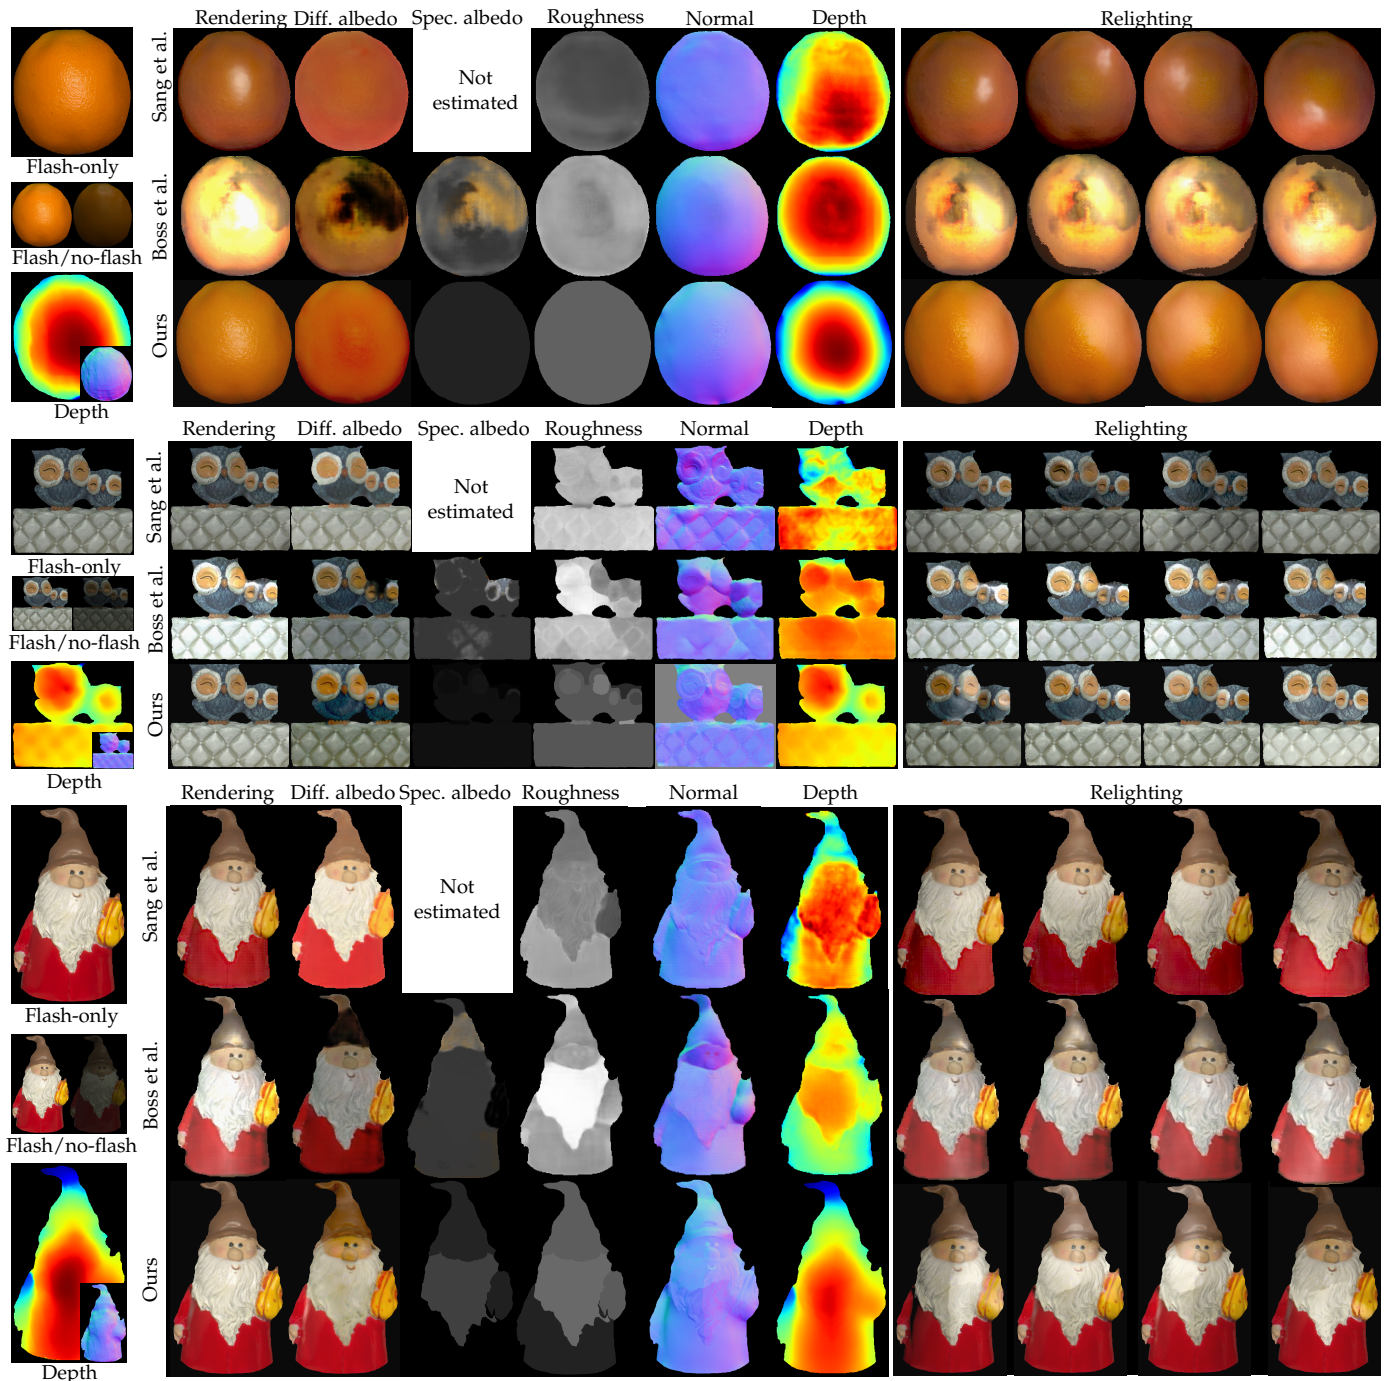 Rendering Diff. albedo Spec. albedo Roughness Normal Depth Relighting
Sang et al.
Not
estimated
Flash-only
Boss et al.
Flash/no-flash
Ours
Depth
Rendering Diff. albedo Spec. albedo Roughness Normal Depth Relighting
Sang et al.
Not
estimated
Flash-only
Boss et al.
Flash/no-flash
Ours
Depth
Rendering Diff. albedo Spec. albedo Roughness Normal Depth Relighting
Sang et al.
Not
estimated
Flash-only
Boss et al.
Flash/no-flash
Ours
Depth